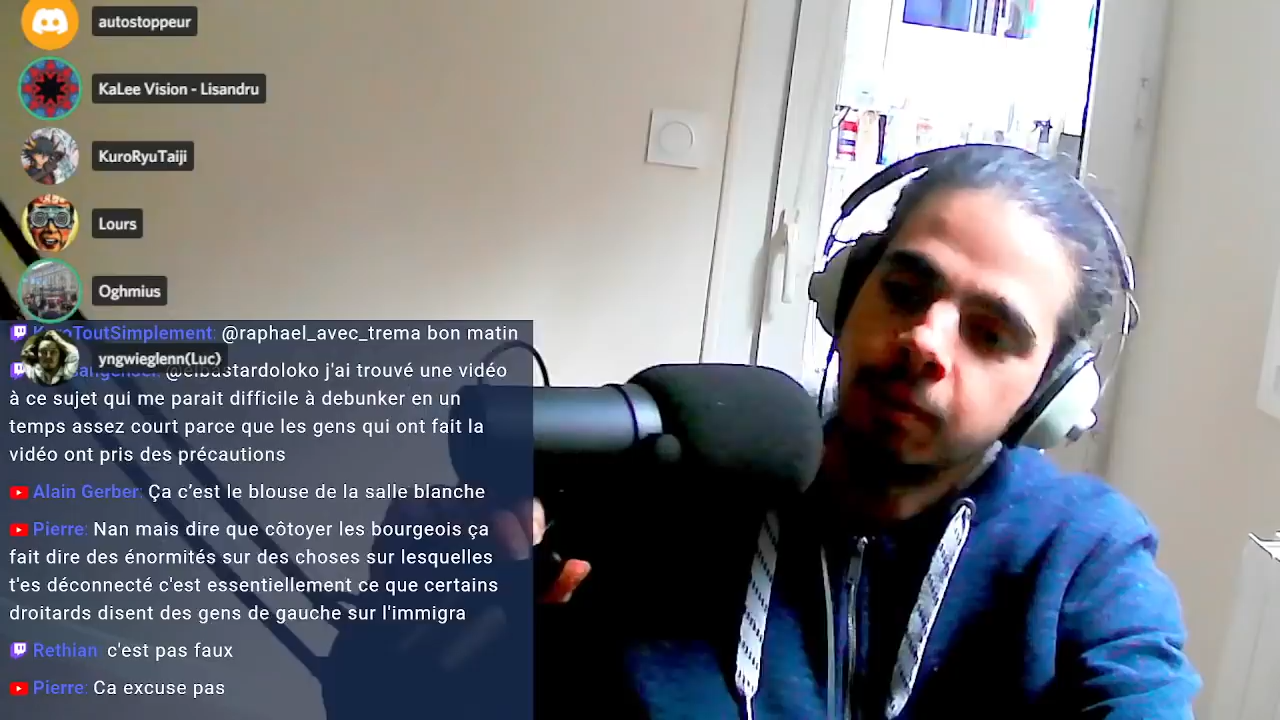 autostoppeur
KaLee Vision - Lisandru
KuroRyuTaiji
Lours
Oghmius
ToutSimplement: @raphael_avec_trema bon matin
yngwieglenn(Luc)
@elbastardoloko j'ai trouvé une vidéo
à ce sujet qui me parait difficile à debunker en un
temps assez court parce que les gens qui ont fait la
vidéo ont pris des précautions
Alain Gerber: Ça c’est le blouse de la salle blanche
Pierre: Nan mais dire que côtoyer les bourgeois ça
fait dire des énormités sur des choses sur lesquelles
t'es déconnecté c'est essentiellement ce que certains
droitards disent des gens de gauche sur l'immigra
Rethian c'est pas faux
Pierre: Ca excuse pas